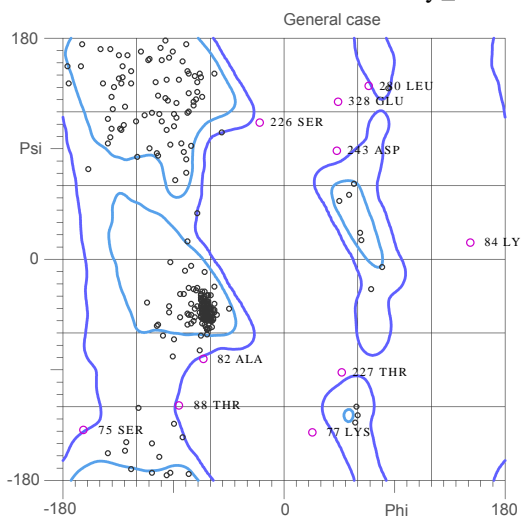 General case
180
280 LEU
328 GLU
226 SER
Psi
243 ASP
84 LY
0
82 ALA
227 THR
88 THR
75 SER
77 LYS
-180
-180
0
Phi
180